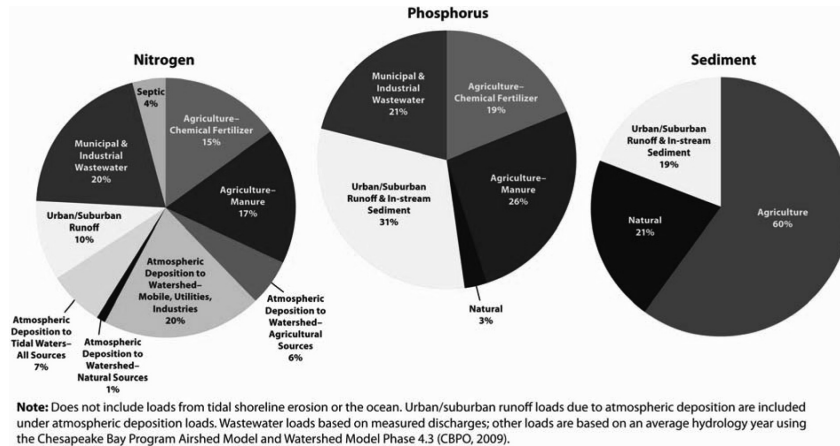 Phosphorus
Nitrogen
Sediment
Septic
4%
Agriculture–
Chemical Fertilizer
15%
Agriculture–
Manure
17%
Atmospheric
Deposition to
Watershed–
Agricultural
Sources
6%
Atmospheric
Deposition to
Watershed–
Mobile, Utilities,
Industries
20%
Atmospheric
Deposition to
Watershed–
Natural Sources
1%
Atmospheric
Deposition to
Tidal Waters–
All Sources
7%
Urban/Suburban
Runoff
10%
Municipal &
Industrial
Wastewater
20%
Municipal &
Industrial
Wastewater
21%
Agriculture–
Chemical Fertilizer
19%
Agriculture–
Manure
26%
Natural
3%
Urban/Suburban
Runoff & In-stream
Sediment
31%
Urban/Suburban
Runoff & In-stream
Sediment
19%
Agriculture
60%
Natural
21%
Note: Does not include loads from tidal shoreline erosion or the ocean. Urban/suburban runoff loads due to atmospheric deposition are included
under atmospheric deposition loads. Wastewater loads based on measured discharges; other loads are based on an average hydrology year using
the Chesapeake Bay Program Airshed Model and Watershed Model Phase 4.3 (CBPO, 2009).